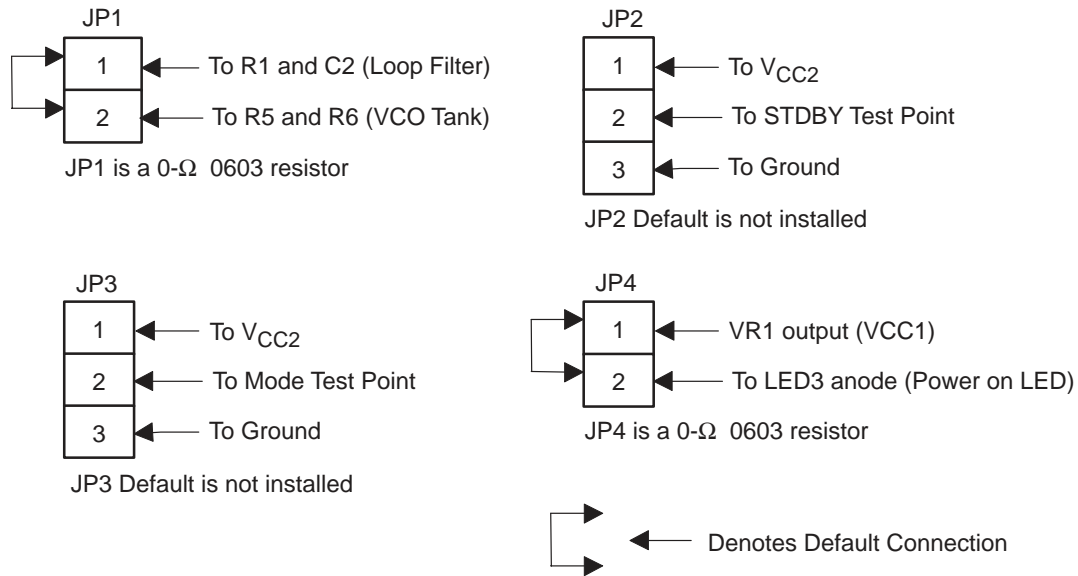 JP1
1 To R1 and C2 (Loop Filter)
2 To R5 and R6 (VCO Tank)
JP1 is a 0-Ω 0603 resistor
JP2
1 To VCC2
2 To STDBY Test Point
3 To Ground
JP2 Default is not installed
JP3
1 To VCC2
2 To Mode Test Point
3 To Ground
JP3 Default is not installed
JP4
1 VR1 output (VCC1)
2 To LED3 anode (Power on LED)
JP4 is a 0-Ω 0603 resistor
Denotes Default Connection